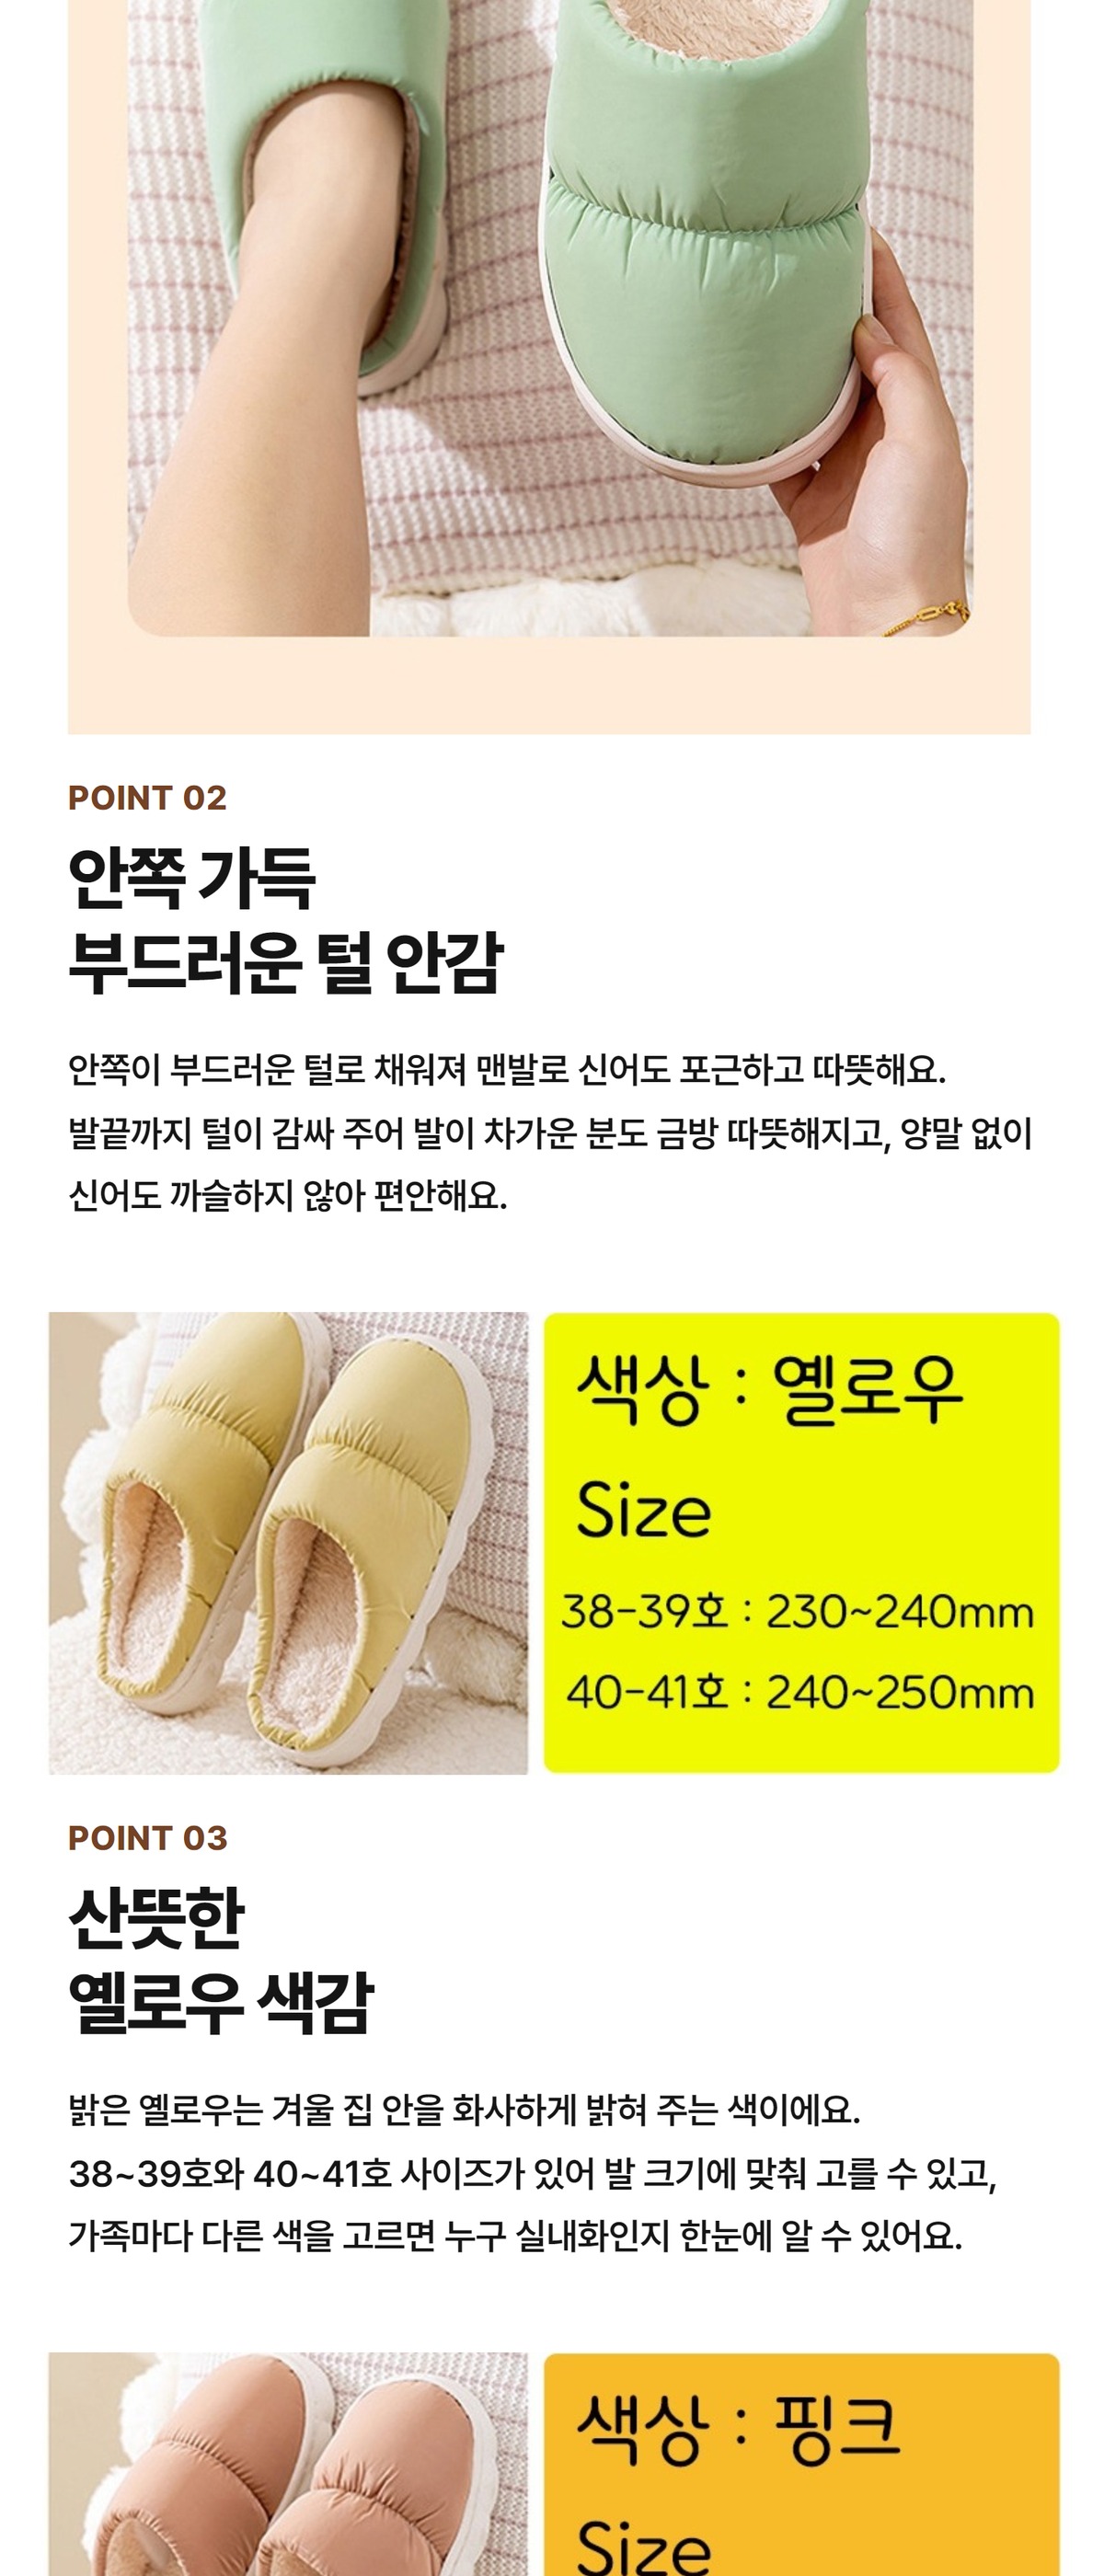 POINT 02
안쪽 가득
부드러운 털 안감
안쪽이 부드러운 털로 채워져 맨발로 신어도 포근하고 따뜻해요.
발끝까지 털이 감싸 주어 발이 차가운 분도 금방 따뜻해지고, 양말 없이
신어도 까슬하지 않아 편안해요.
색상 : 옐로우
Size
38-39호 : 230~240mm
40-41호 : 240~250mm
POINT 03
산뜻한
옐로우 색감
밝은 옐로우는 겨울 집 안을 화사하게 밝혀 주는 색이에요.
38~39호와 40~41호 사이즈가 있어 발 크기에 맞춰 고를 수 있고,
가족마다 다른 색을 고르면 누구 실내화인지 한눈에 알 수 있어요.
색상 : 핑크
Size